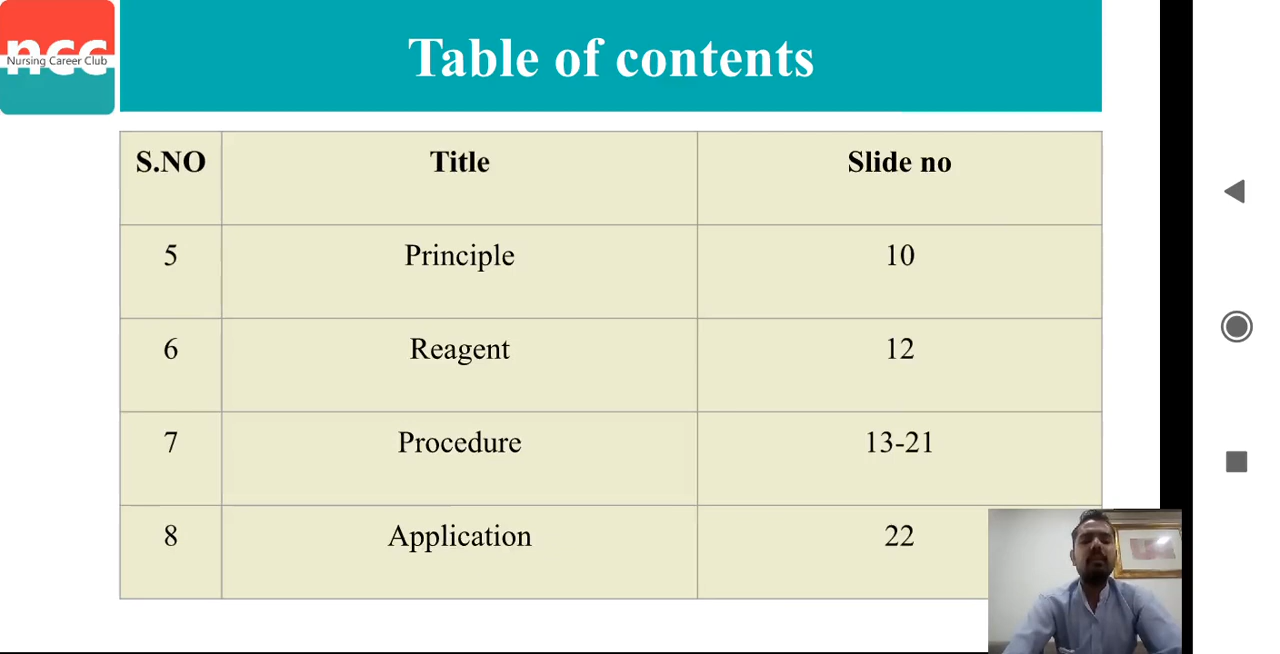 ncc
Nursing Career Club
Table of contents
S.NO Title Slide no
5 Principle 10
6 Reagent 12
7 Procedure 13-21
8 Application 22